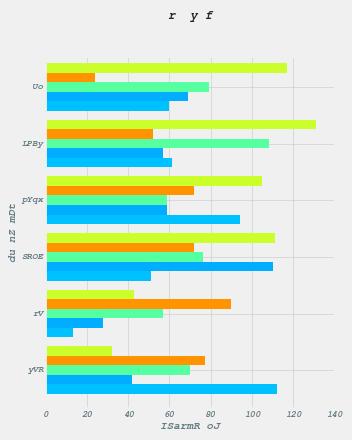 r y f
Uo
LPBy
pYqx
SROE
rV
yVR
du nZ mDt
0 20 40 60 80 100 120 140
ISarmR oJ